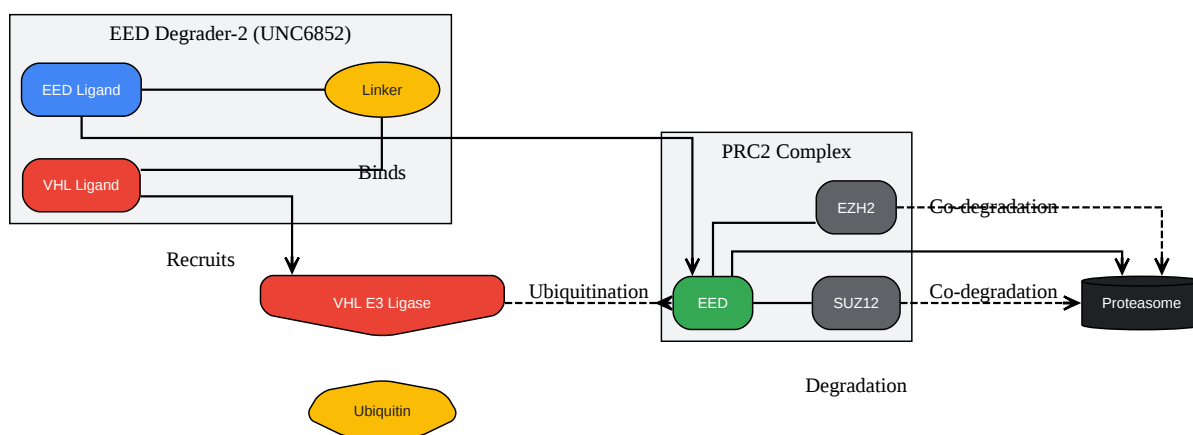 EED Degrader-2 (UNC6852)
EED Ligand
Linker
VHL Ligand
Binds
PRC2 Complex
EZH2
Co-degradation
Recruits
VHL E3 Ligase
Ubiquitination
EED
SUZ12
Co-degradation
Proteasome
Degradation
Ubiquitin